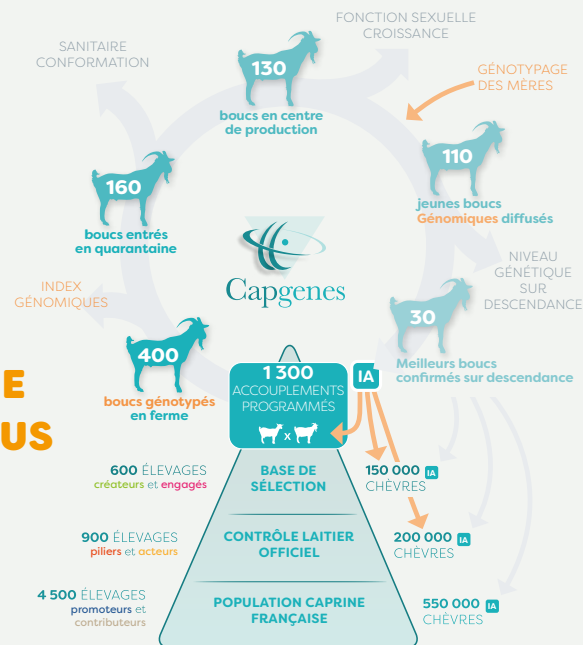 FONCTION SEXUELLE
CROISSANCE
SANITAIRE
CONFORMATION
130
boucs en centre
de production
GÉNOTYPAGE
DES MÈRES
110
jeunes boucs
Génomiques diffusés
160
boucs entrés
en quarantaine
NIVEAU
GÉNÉTIQUE
SUR
DESCENDANCE
Capgenes
INDEX
GÉNOMIQUES
30
Meilleurs boucs
confirmés sur descendance
400
boucs génotypés
en ferme
E
US
1 300
ACCOUPLEMENTS
PROGRAMMÉS
x
IA
600 ÉLEVAGES
créateurs et engagés
BASE DE
SÉLECTION
150 000 IA
CHÈVRES
900 ÉLEVAGES
piliers et acteurs
CONTRÔLE LAITIER
OFFICIEL
200 000 IA
CHÈVRES
4 500 ÉLEVAGES
promoteurs et
contributeurs
POPULATION CAPRINE
FRANÇAISE
550 000 IA
CHÈVRES